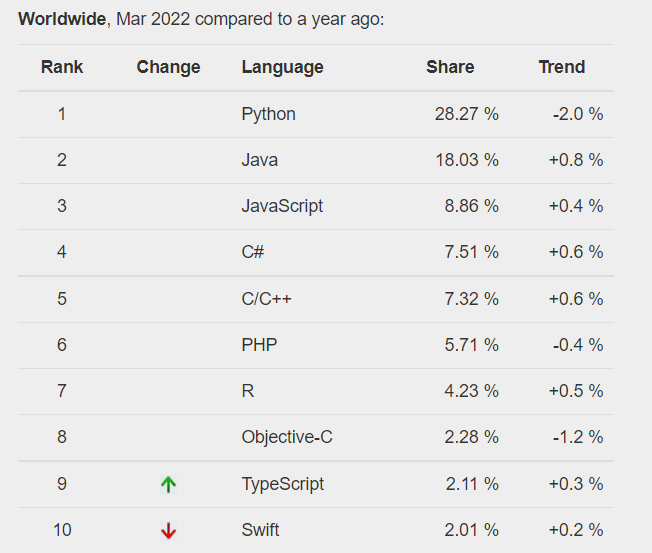 Worldwide, Mar 2022 compared to a year ago:
Rank Change Language Share Trend
1 Python 28.27 % -2.0 %
2 Java 18.03 % +0.8 %
3 JavaScript 8.86 % +0.4 %
4 C# 7.51 % +0.6 %
5 C/C++ 7.32 % +0.6 %
6 PHP 5.71 % -0.4 %
7 R 4.23 % +0.5 %
8 Objective-C 2.28 % -1.2 %
9 TypeScript 2.11 % +0.3 %
10 Swift 2.01 % +0.2 %